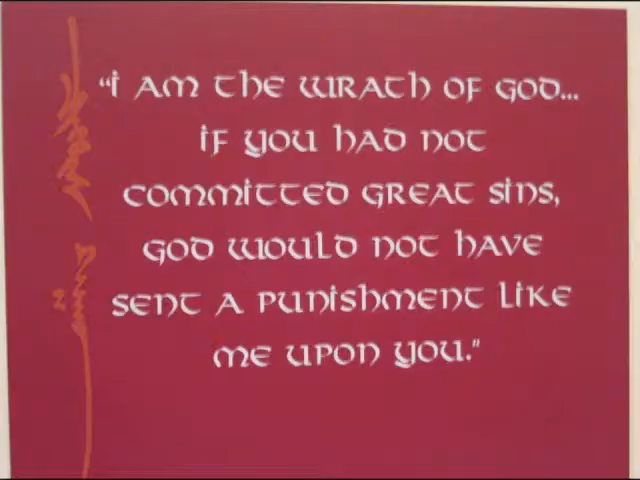 “I AM THE WRATH OF GOD...
IF YOU HAD NOT
COMMITTED GREAT SINS,
GOD WOULD NOT HAVE
SENT A PUNISHMENT LIKE
ME UPON YOU.”